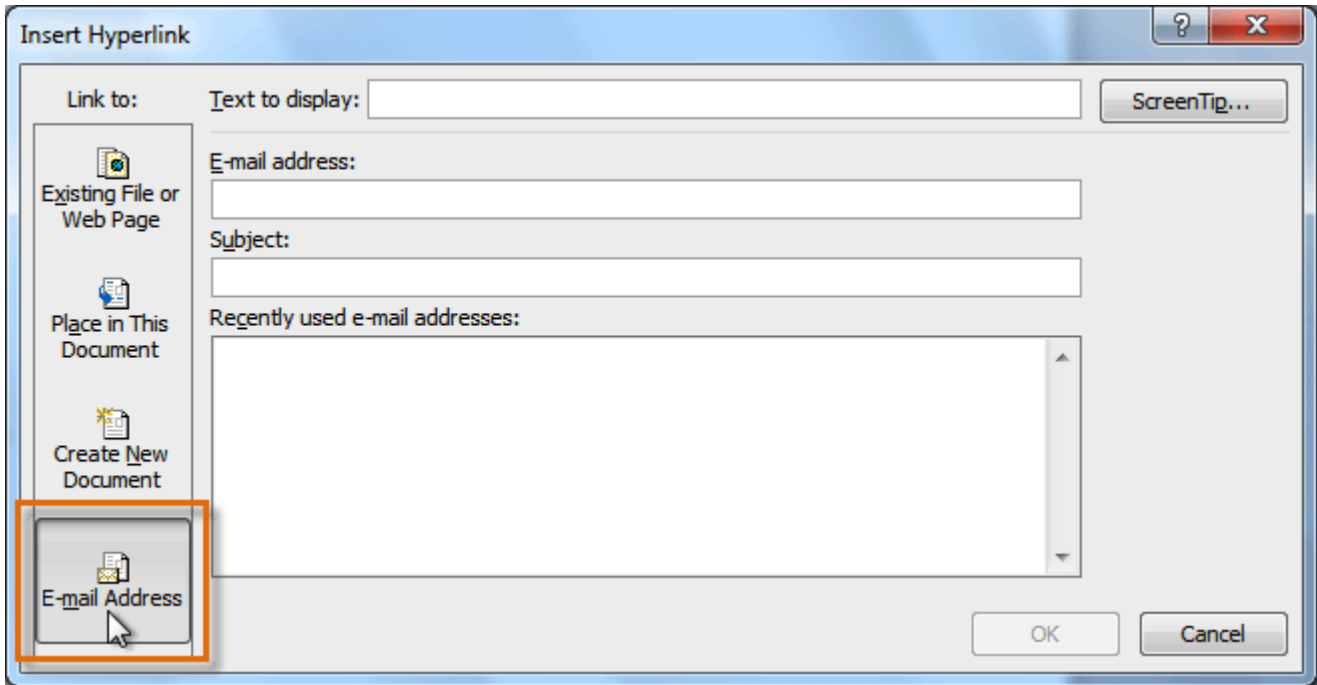 Insert Hyperlink
?
X
Link to:
Text to display:
ScreenTip...
Existing File or
Web Page
E-mail address:
Subject:
Place in This
Document
Recently used e-mail addresses:
Create New
Document
E-mail Address
OK
Cancel